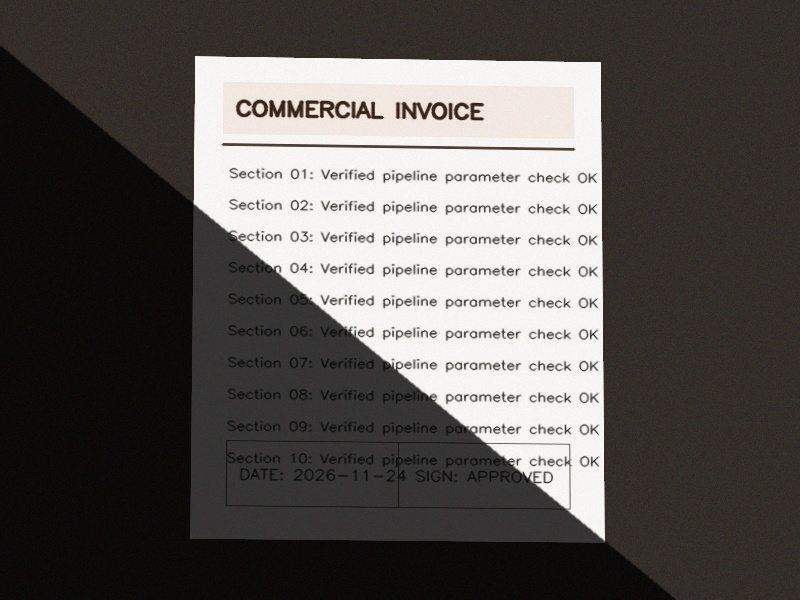 COMMERCIAL INVOICE
Section 01: Verified pipeline parameter check OK
Section 02: Verified pipeline parameter check OK
Section 03: Verified pipeline parameter check OK
Section 04: Verified pipeline parameter check OK
Section 05: Verified pipeline parameter check OK
Section 06: Verified pipeline parameter check OK
Section 07: Verified pipeline parameter check OK
Section 08: Verified pipeline parameter check OK
Section 09: Verified pipeline parameter check OK
Section 10: Verified pipeline parameter check OK
DATE: 2026-11-24 SIGN: APPROVED